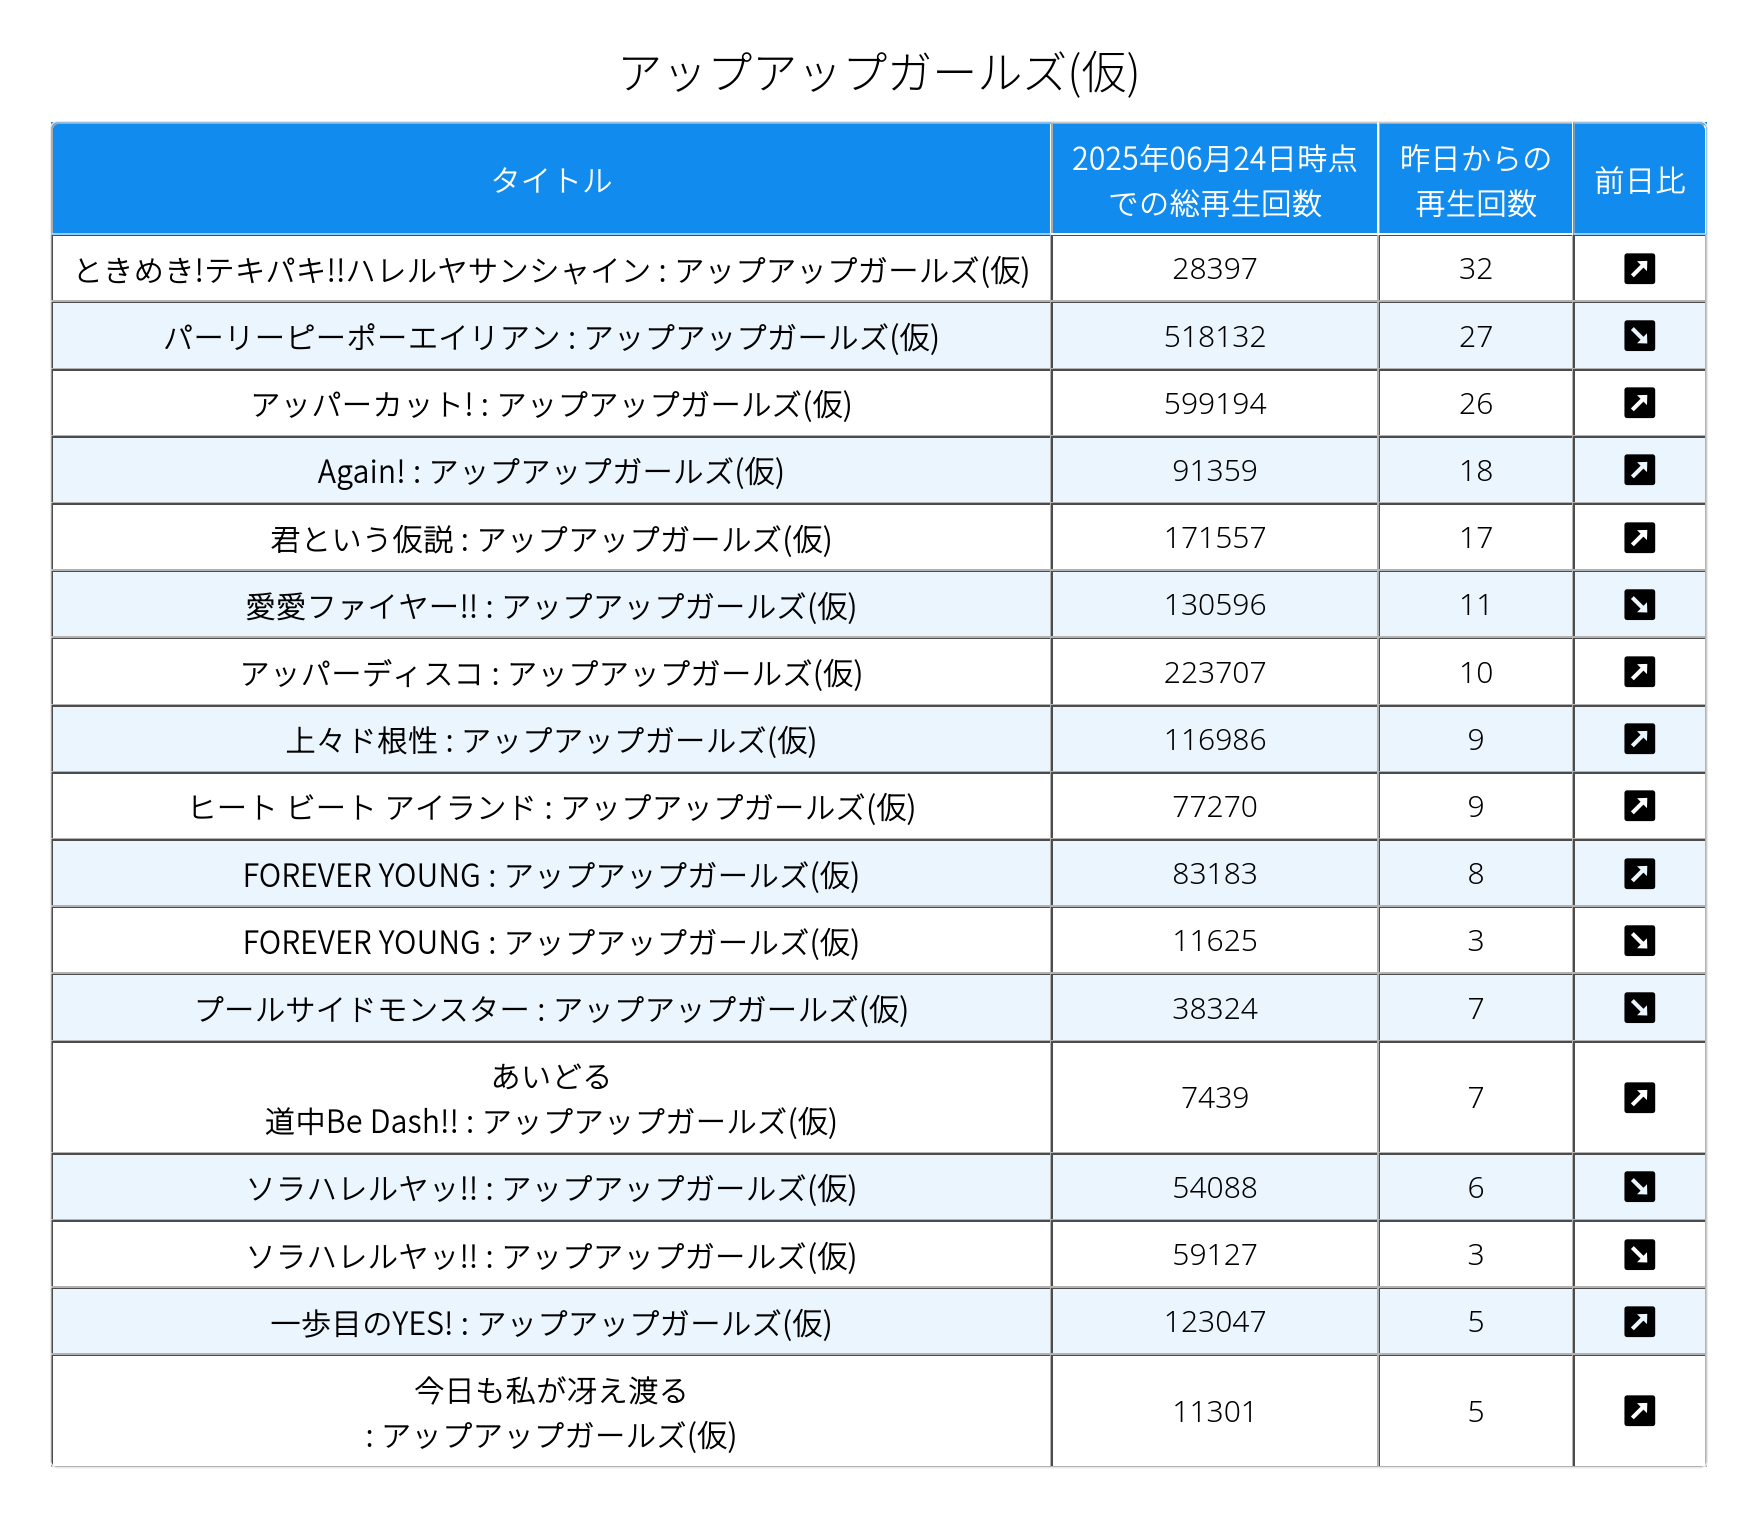 アップアップガールズ(仮)
タイトル
2025年06月24日時点
での総再生回数
昨日からの
再生回数
前日比
ときめき!テキパキ!!ハレルヤサンシャイン : アップアップガールズ(仮) 28397 32
パーリーピーポーエイリアン : アップアップガールズ(仮) 518132 27
アッパーカット! : アップアップガールズ(仮) 599194 26
Again! : アップアップガールズ(仮) 91359 18
君という仮説 : アップアップガールズ(仮) 171557 17
愛愛ファイヤー!! : アップアップガールズ(仮) 130596 11
アッパーディスコ : アップアップガールズ(仮) 223707 10
上々ド根性 : アップアップガールズ(仮) 116986 9
ヒート ビート アイランド : アップアップガールズ(仮) 77270 9
FOREVER YOUNG : アップアップガールズ(仮) 83183 8
FOREVER YOUNG : アップアップガールズ(仮) 11625 3
プールサイドモンスター : アップアップガールズ(仮) 38324 7
あいどる
道中Be Dash!! : アップアップガールズ(仮) 7439 7
ソラハレルヤッ!! : アップアップガールズ(仮) 54088 6
ソラハレルヤッ!! : アップアップガールズ(仮) 59127 3
一歩目のYES! : アップアップガールズ(仮) 123047 5
今日も私が冴え渡る
: アップアップガールズ(仮) 11301 5